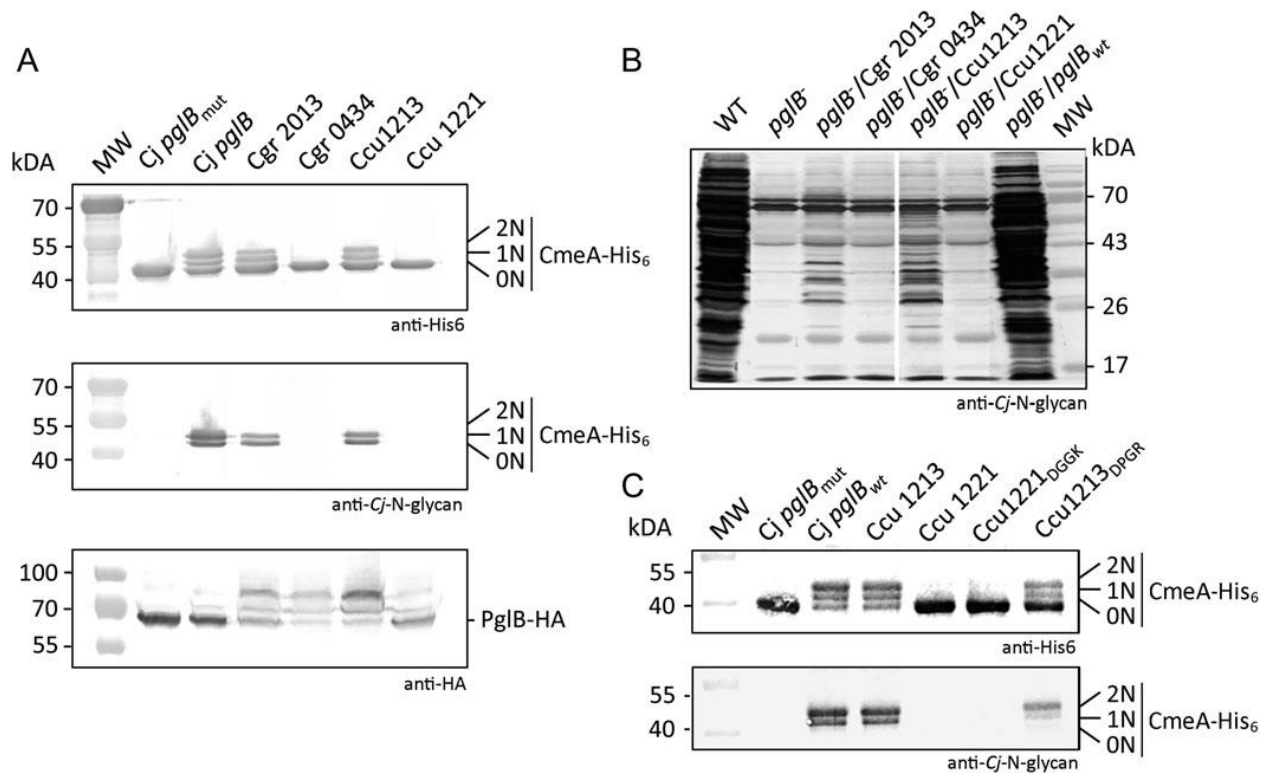 A
kDA
MW
Cj pglBmut
Cj pglB
Cgr 2013
Cgr 0434
Ccu1213
Ccu 1221
70
55
40
2N
1N
0N
CmeA-His6
anti-His6
70
55
40
2N
1N
0N
CmeA-His6
anti-Cj-N-glycan
100
70
55
PglB-HA
anti-HA
B
WT
pglB-
pglB-/Cgr 2013
pglB-/Cgr 0434
pglB-/Ccu1213
pglB-/Ccu1221
pglB-/pglBwt
MW
kDA
70
43
26
17
anti-Cj-N-glycan
C
kDA
MW
Cj pglBmut
Cj pglBwt
Ccu 1213
Ccu 1221
Ccu1221DGGK
Ccu1213DPGR
55
40
2N
1N
0N
CmeA-His6
anti-His6
55
40
2N
1N
0N
CmeA-His6
anti-Cj-N-glycan